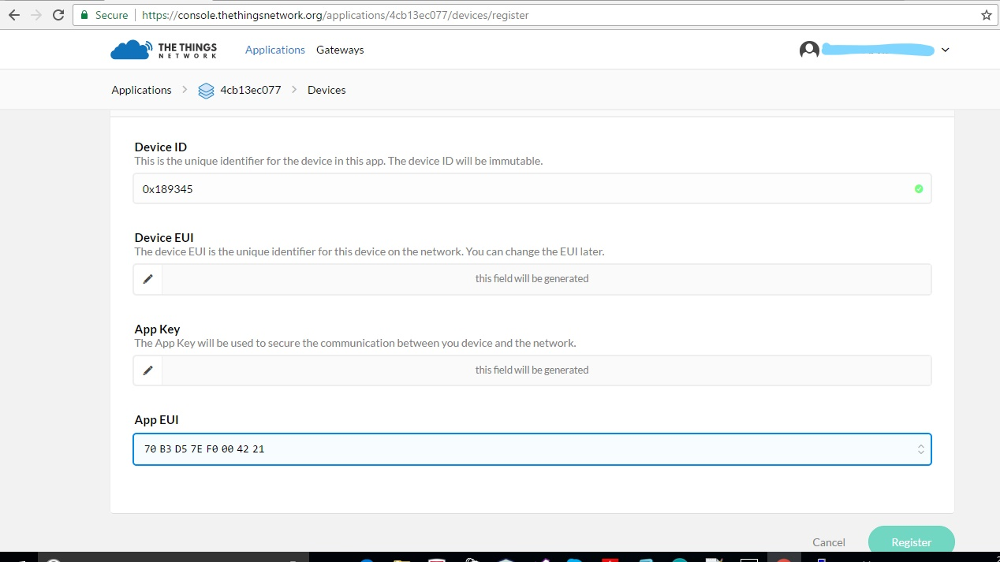 Secure https://console.thethingsnetwork.org/applications/4cb13ec077/devices/register
THE THINGS
NETWORK
Applications Gateways
Applications 4cb13ec077 Devices
Device ID
This is the unique identifier for the device in this app. The device ID will be immutable.
0x189345
Device EUI
The device EUI is the unique identifier for this device on the network. You can change the EUI later.
this field will be generated
App Key
The App Key will be used to secure the communication between you device and the network.
this field will be generated
App EUI
70 B3 D5 7E F0 00 42 21
Cancel Register